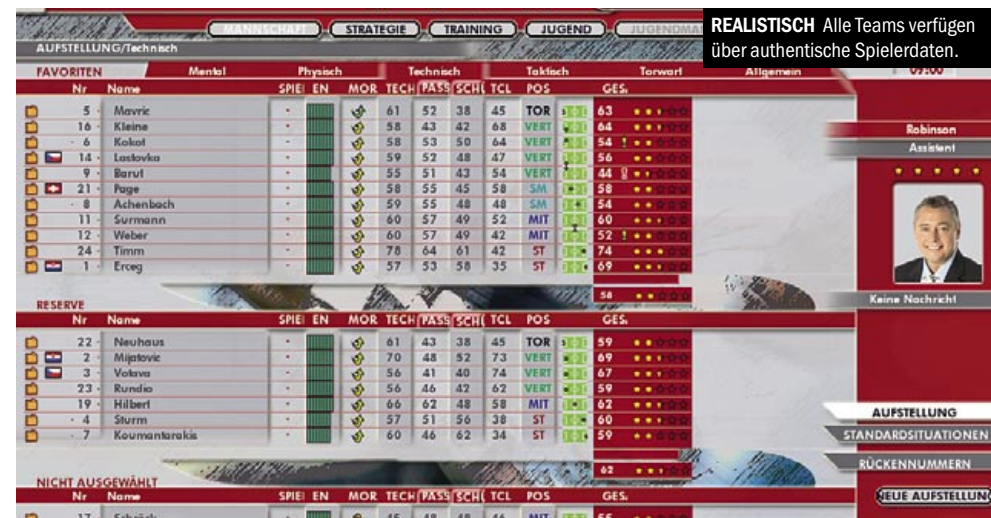 MANNSCHAFT STRATEGIE TRAINING JUGEND JUGENDMA
REALISTISCH Alle Teams verfügen
über authentische Spielerdaten.
AUFSTELLUNG/Technisch
09:00
FAVORITEN Mental Physisch Technisch Taktisch Torwart Allgemein
Nr Name SPIE EN MOR TECH PASS SCHU TCL POS GES.
5 Mavric 61 52 38 45 TOR 63
16 Kleine 58 43 42 68 VERT 64
6 Kokot 58 53 50 64 VERT 54
14 Lastovka 59 52 48 47 VERT 56
9 Barut 55 51 43 54 VERT 44
21 Page 58 55 45 58 SM 58
8 Achenbach 59 55 48 48 SM 54
11 Surmann 60 57 49 52 MIT 60
12 Weber 60 57 49 42 MIT 52
24 Timm 78 64 61 42 ST 74
1 Erceg 57 53 58 35 ST 69
58
Robinson
Assistent
Keine Nachricht
RESERVE
Nr Name SPIE EN MOR TECH PASS SCHU TCL POS GES.
22 Neuhaus 61 43 38 45 TOR 59
2 Mijatovic 70 48 52 73 VERT 69
3 Votava 56 41 40 74 VERT 67
23 Rundio 56 46 42 62 VERT 59
19 Hilbert 66 62 48 58 MIT 62
4 Sturm 57 51 56 38 ST 60
7 Koumantarakis 60 46 62 34 ST 59
62
AUFSTELLUNG
STANDARDSITUATIONEN
RÜCKENNUMMERN
NEUE AUFSTELLUNG
NICHT AUSGEWÄHLT
Nr Name SPIE EN MOR TECH PASS SCHU TCL POS GES.